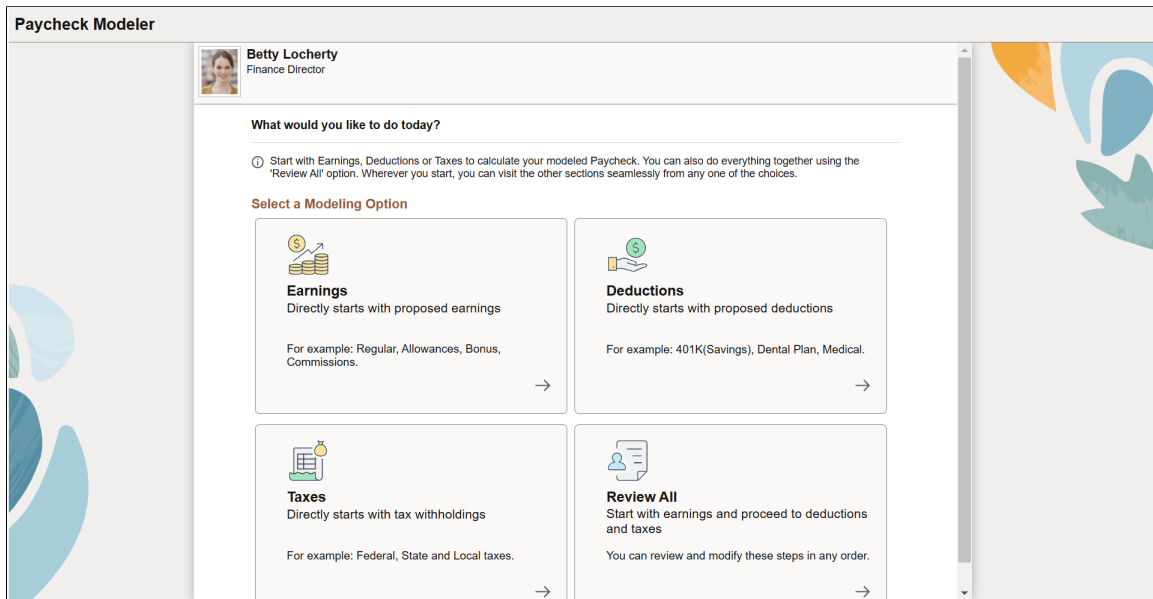 Paycheck Modeler
Betty Locherty
Finance Director
What would you like to do today?
Start with Earnings, Deductions or Taxes to calculate your modeled Paycheck. You can also do everything together using the
'Review All' option. Wherever you start, you can visit the other sections seamlessly from any one of the choices.
Select a Modeling Option
Earnings
Directly starts with proposed earnings
For example: Regular, Allowances, Bonus,
Commissions.
Deductions
Directly starts with proposed deductions
For example: 401K(Savings), Dental Plan, Medical.
Taxes
Directly starts with tax withholdings
For example: Federal, State and Local taxes.
Review All
Start with earnings and proceed to deductions
and taxes
You can review and modify these steps in any order.